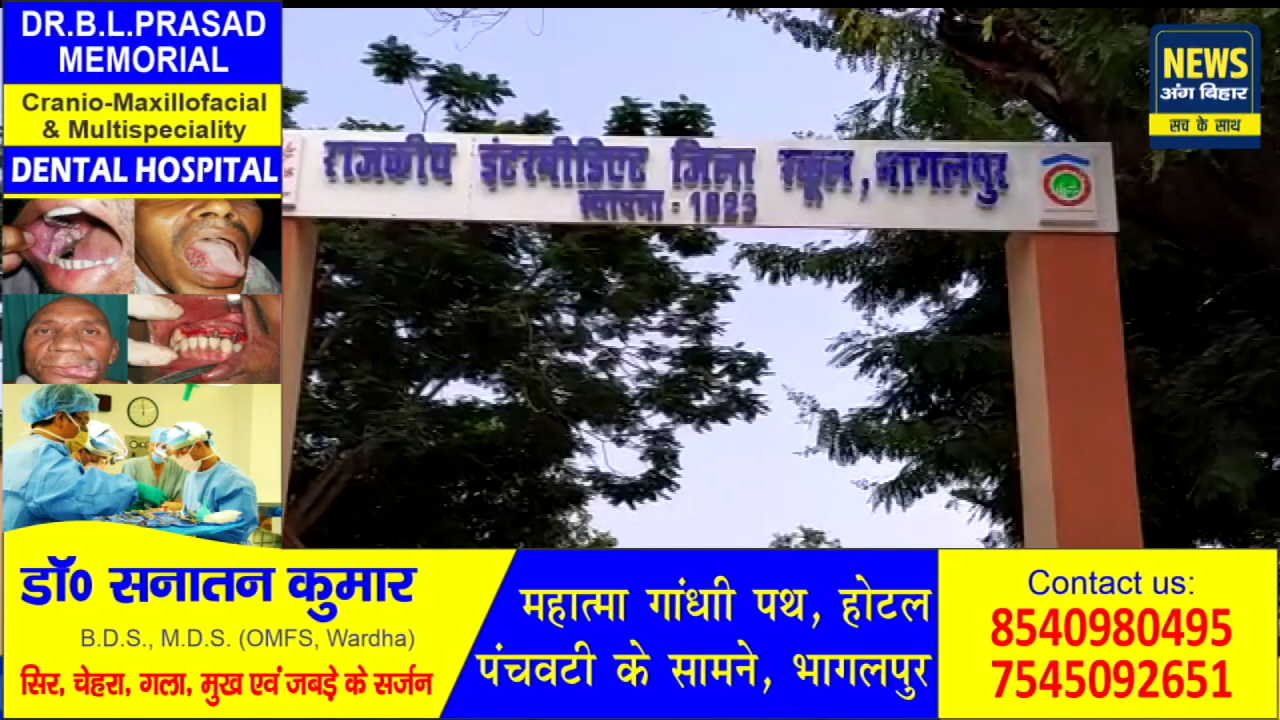 DR.B.L.PRASAD
MEMORIAL
Cranio-Maxillofacial
& Multispeciality
DENTAL HOSPITAL
राजकीय इंटरमीडिएट जिला स्कूल, भागलपुर
स्थापना - 1823
NEWS
अंग बिहार
सच के साथ
डॉ० सनातन कुमार
B.D.S., M.D.S. (OMFS, Wardha)
सिर, चेहरा, गला, मुख एवं जबड़े के सर्जन
महात्मा गांधाी पथ, होटल
पंचवटी के सामने, भागलपुर
Contact us:
8540980495
7545092651